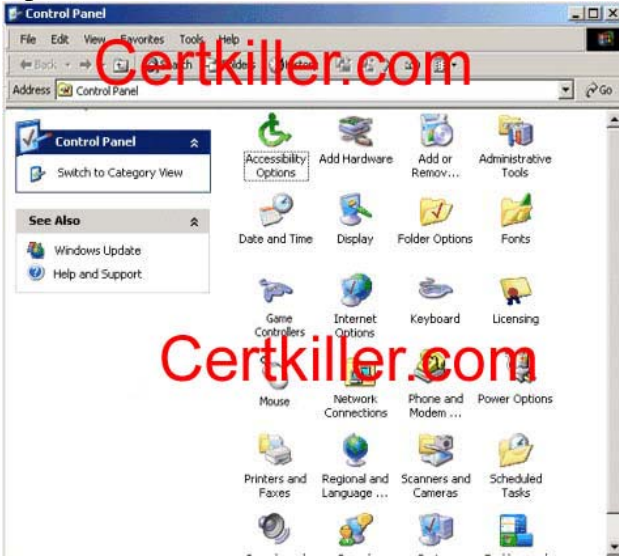 Control Panel
File Edit View Favorites Tools Help
Back Search Folders History
Certkiller.com
Address Control Panel Go
Control Panel
Switch to Category View
See Also
Windows Update
Help and Support
Accessibility Options
Add Hardware
Add or Remov...
Administrative Tools
Date and Time
Display
Folder Options
Fonts
Game Controllers
Internet Options
Keyboard
Licensing
Certkiller.com
Mouse
Network Connections
Phone and Modem ...
Power Options
Printers and Faxes
Regional and Language ...
Scanners and Cameras
Scheduled Tasks